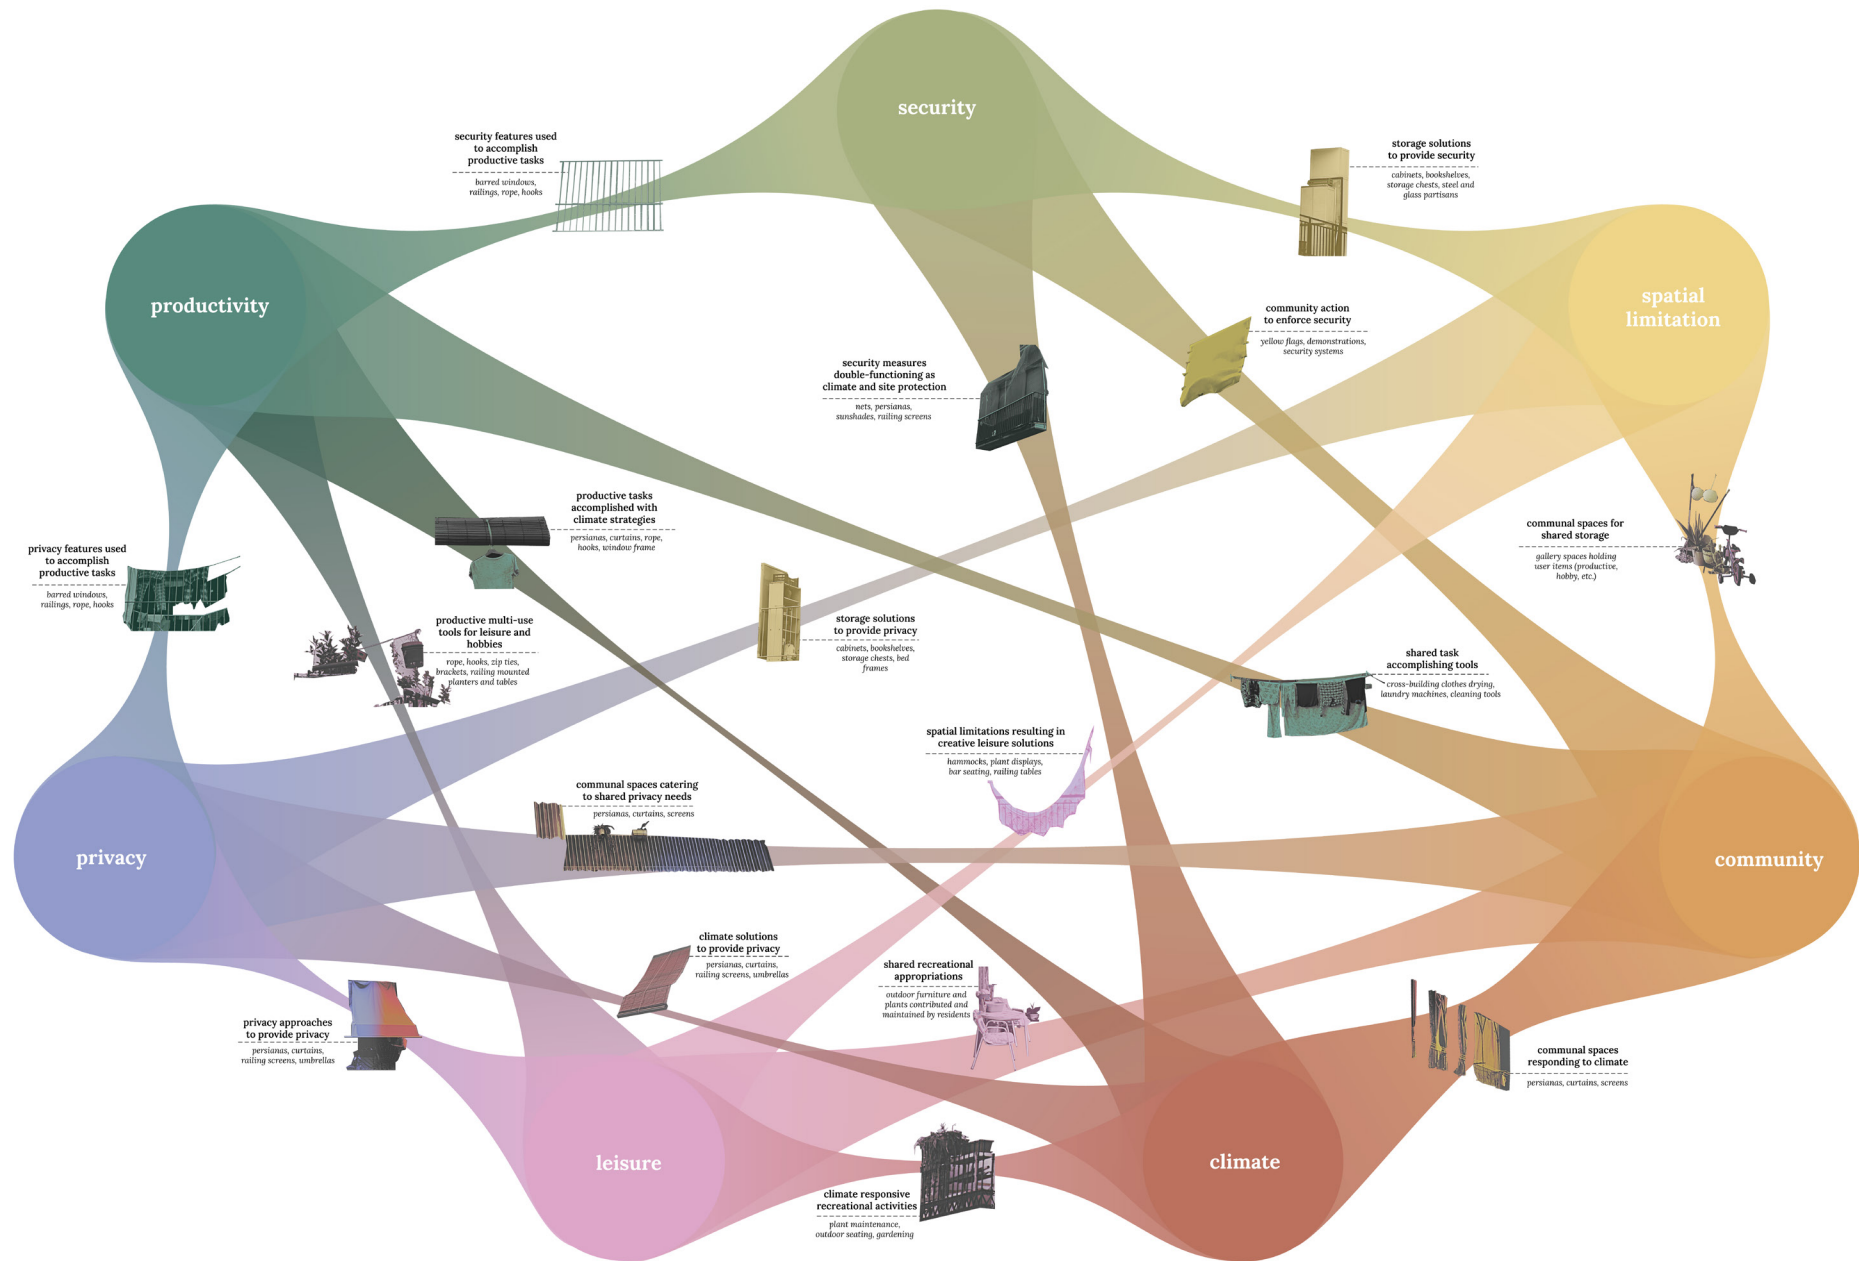 security
security features used
to accomplish
productive tasks
barred windows,
railings, rope, hooks
storage solutions
to provide security
cabinets, bookshelves,
storage chests, steel and
glass partisans
productivity
spatial
limitation
community action
to enforce security
yellow flags, demonstrations,
security systems
security measures
double-functioning as
climate and site protection
nets, persianas,
sunshades, railing screens
productive tasks
accomplished with
climate strategies
persianas, curtains, rope,
hooks, window frame
communal spaces for
shared storage
gallery spaces holding
user items (productive,
hobby, etc.)
privacy features used
to accomplish
productive tasks
barred windows,
railings, rope, hooks
productive multi-use
tools for leisure and
hobbies
rope, hooks, zip ties,
brackets, railing mounted
planters and tables
storage solutions
to provide privacy
cabinets, bookshelves,
storage chests, bed
frames
shared task
accomplishing tools
cross-building clothes drying,
laundry machines, cleaning tools
spatial limitations resulting in
creative leisure solutions
hammocks, plant displays,
bar seating, railing tables
communal spaces catering
to shared privacy needs
persianas, curtains, screens
privacy
community
climate solutions
to provide privacy
persianas, curtains,
railing screens, umbrellas
shared recreational
appropriations
outdoor furniture and
plants contributed and
maintained by residents
privacy approaches
to provide privacy
persianas, curtains,
railing screens, umbrellas
communal spaces
responding to climate
persianas, curtains, screens
leisure
climate
climate responsive
recreational activities
plant maintenance,
outdoor seating, gardening